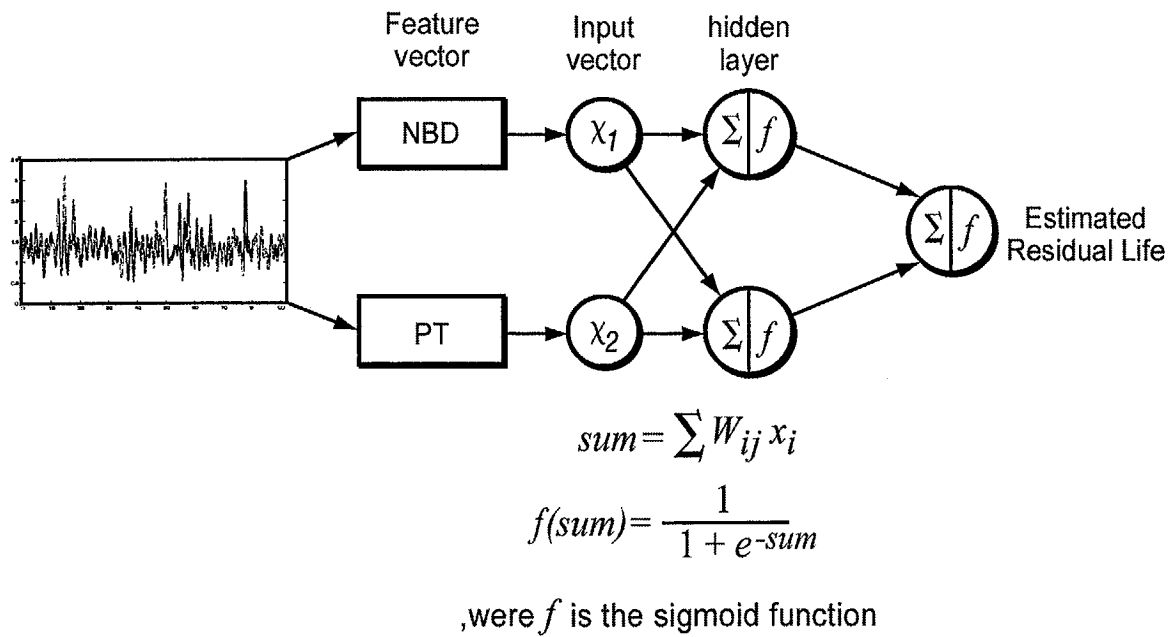 Feature
vector
Input
vector
hidden
layer
NBD
χ1
Σ f
PT
χ2
Σ f
Σ f
Estimated
Residual Life
sum = ∑ Wij xi
f(sum) = 1 / 1 + e-sum
,were f is the sigmoid function